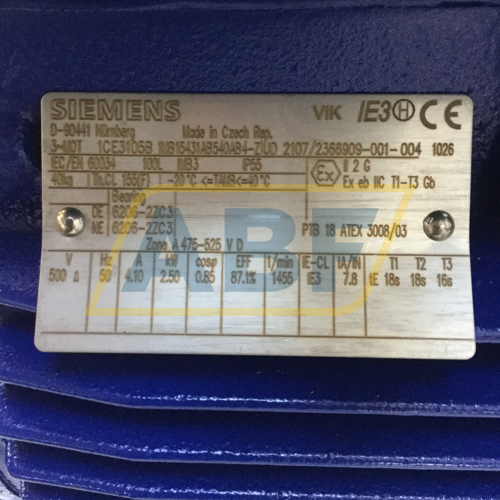 SIEMENS VIK IE3 H CE
D-90441 Nürnberg Made in Czech Rep.
3-MOT 1CE3105B 1MB15431AB540AB4-Z UD 2107/2366909-001-004 1026
IEC/EN 60034 100L IMB3 IP55
40kg Th.CL 155(F) -20°C <=TAMB<=40°C
Ex II 2 G
Ex eb IIC T1-T3 Gb
Bearing
DE 6206-2ZC3
NE 6206-2ZC3
PTB 18 ATEX 3008/03
Zone A 475-525 V D
V Hz A kW cosφ EFF 1/min IE-CL IA/IN T1 T2 T3
500 Δ 50 4.10 2.50 0.85 87.1% 1455 IE3 7.8 tE 18s 18s 16s
ABF